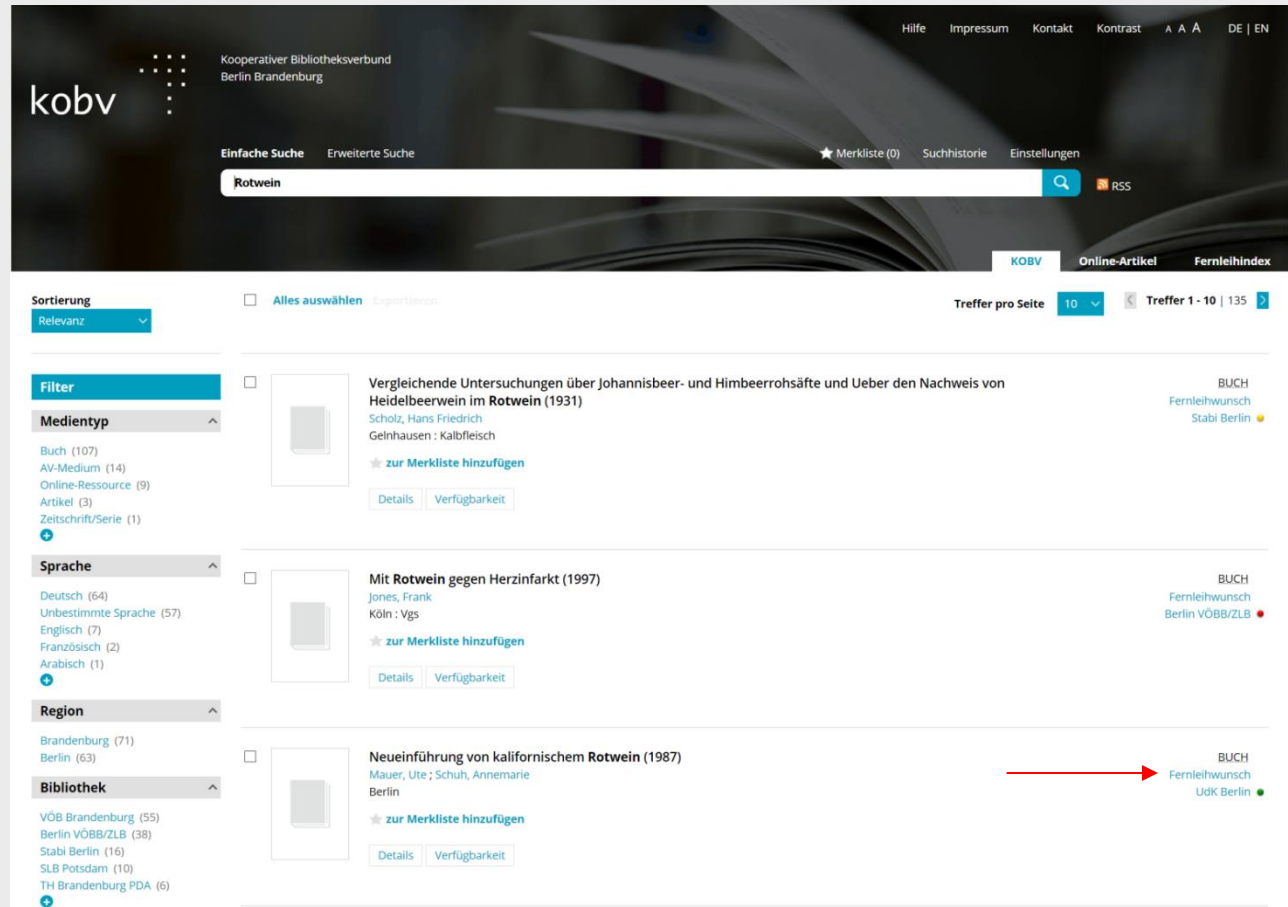 Hilfe Impressum Kontakt Kontrast A A A DE | EN
Kooperativer Bibliotheksverbund
Berlin Brandenburg
kobv
Einfache Suche Erweiterte Suche Merkliste (0) Suchhistorie Einstellungen
Rotwein RSS
KOBV Online-Artikel Fernleihindex
Sortierung
Relevanz
Alles auswählen Exportieren Treffer pro Seite 10 Treffer 1 - 10 | 135
Filter
Medientyp
Buch (107)
AV-Medium (14)
Online-Ressource (9)
Artikel (3)
Zeitschrift/Serie (1)
Sprache
Deutsch (64)
Unbestimmte Sprache (57)
Englisch (7)
Französisch (2)
Arabisch (1)
Region
Brandenburg (71)
Berlin (63)
Bibliothek
VÖB Brandenburg (55)
Berlin VÖBB/ZLB (38)
Stabi Berlin (16)
SLB Potsdam (10)
TH Brandenburg PDA (6)
Vergleichende Untersuchungen über Johannisbeer- und Himbeerrohsäfte und Ueber den Nachweis von
Heidelbeerwein im Rotwein (1931)
Scholz, Hans Friedrich
Gelnhausen : Kalbfleisch
zur Merkliste hinzufügen
Details Verfügbarkeit
BUCH
Fernleihwunsch
Stabi Berlin
Mit Rotwein gegen Herzinfarkt (1997)
Jones, Frank
Köln : Vgs
zur Merkliste hinzufügen
Details Verfügbarkeit
BUCH
Fernleihwunsch
Berlin VÖBB/ZLB
Neueinführung von kalifornischem Rotwein (1987)
Mauer, Ute ; Schuh, Annemarie
Berlin
zur Merkliste hinzufügen
Details Verfügbarkeit
BUCH
Fernleihwunsch
UdK Berlin